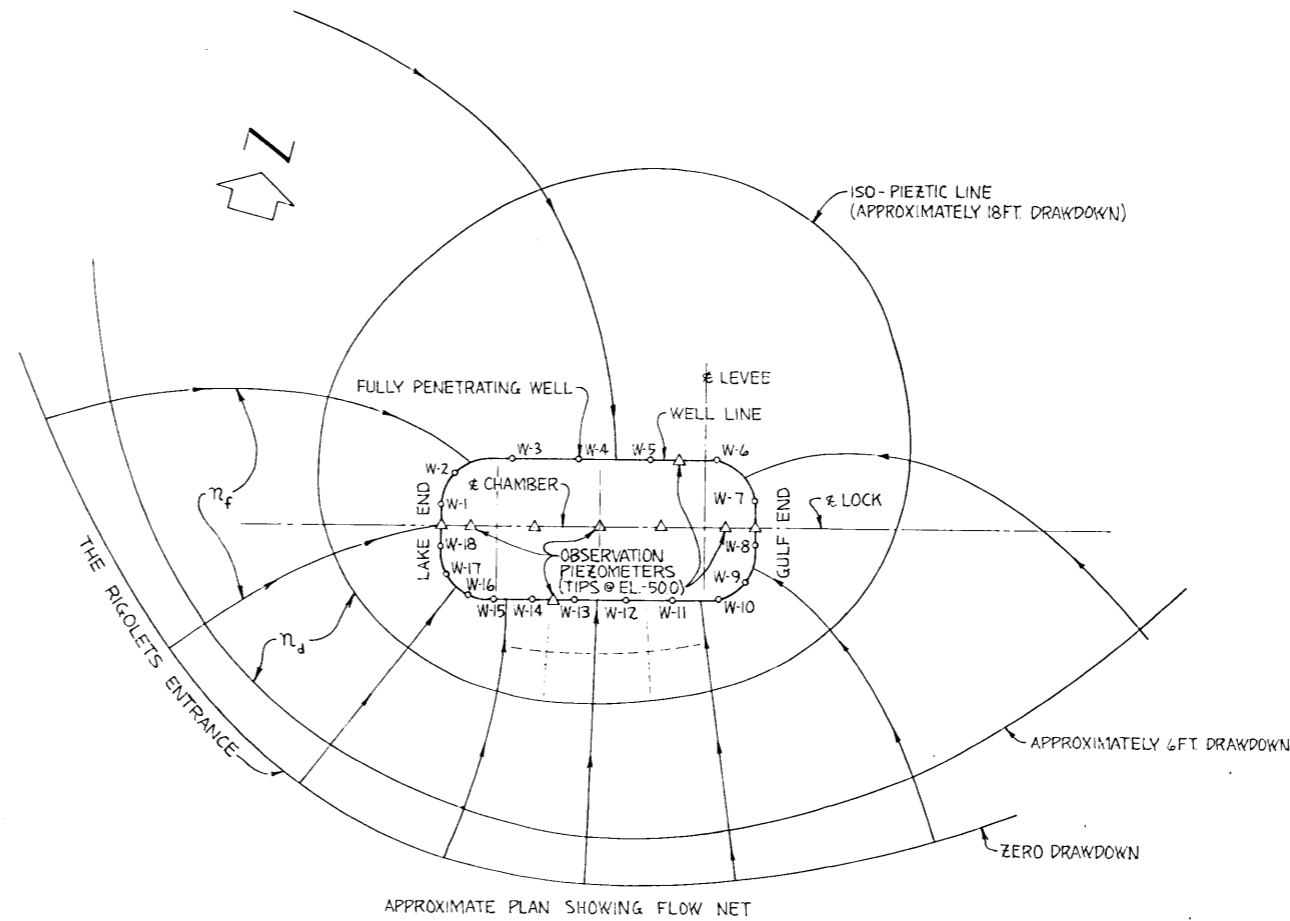 N
ISO-PIEZTIC LINE
(APPROXIMATELY 18FT. DRAWDOWN)
FULLY PENETRATING WELL
℄ LEVEE
WELL LINE
W-3
W-4
W-5
W-6
W-2
℄ CHAMBER
W-7
W-1
LAKE END
GULF END
℄ LOCK
n_f
W-18
OBSERVATION
PIEZOMETERS
(TIPS @ EL.-50.0)
W-8
W-17
W-9
W-16
W-15
W-14
W-13
W-12
W-11
W-10
n_d
THE RIGOLETS ENTRANCE
APPROXIMATELY 6FT. DRAWDOWN
ZERO DRAWDOWN
APPROXIMATE PLAN SHOWING FLOW NET